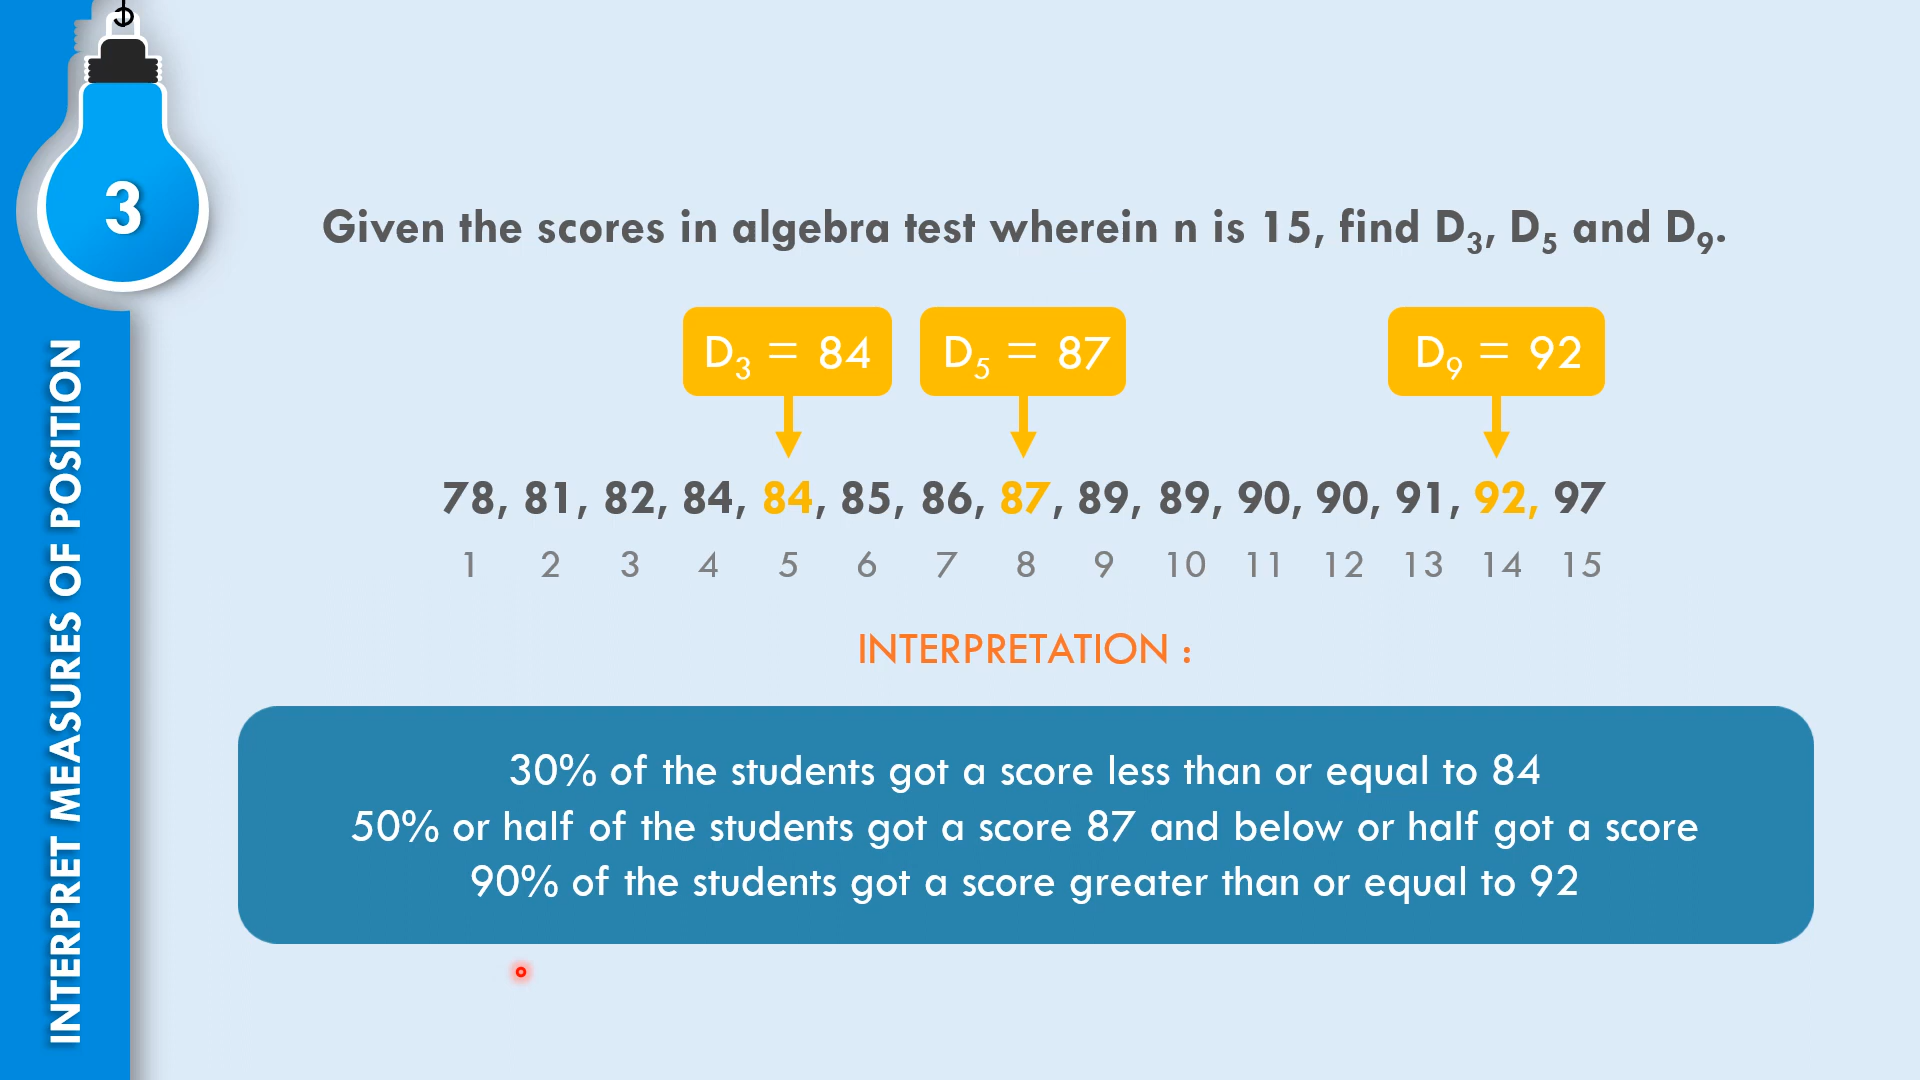 3
INTERPRET MEASURES OF POSITION
Given the scores in algebra test wherein n is 15, find D₃, D₅ and D₉.
D₃ = 84 D₅ = 87 D₉ = 92
78, 81, 82, 84, 84, 85, 86, 87, 89, 89, 90, 90, 91, 92, 97
1 2 3 4 5 6 7 8 9 10 11 12 13 14 15
INTERPRETATION :
30% of the students got a score less than or equal to 84
50% or half of the students got a score 87 and below or half got a score
90% of the students got a score greater than or equal to 92